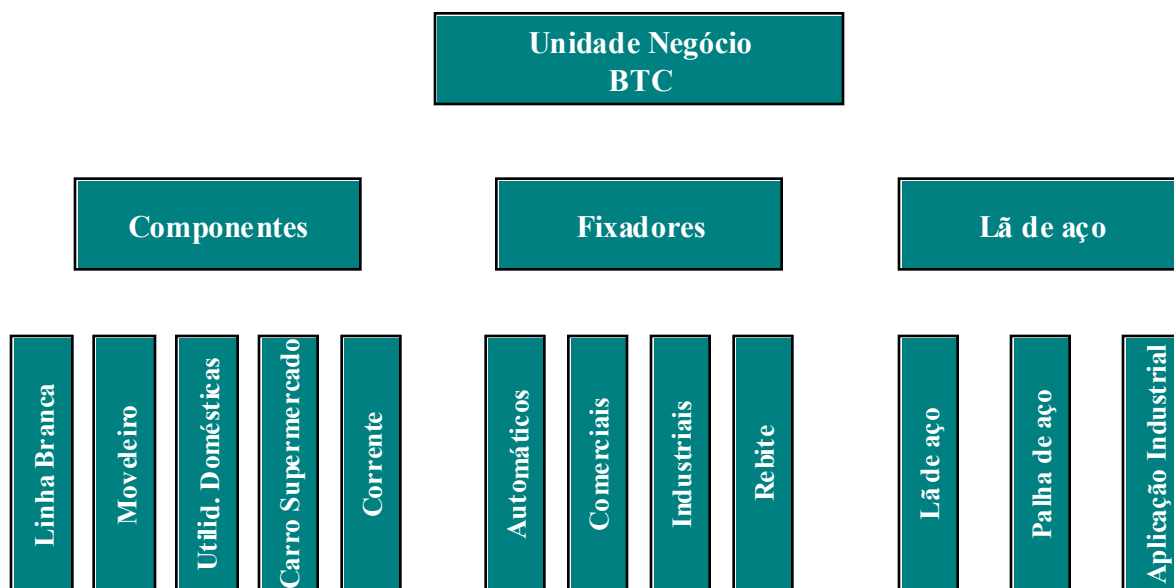 Unidade Negócio
BTC
Componentes
Fixadores
Lã de aço
Linha Branca
Moveleiro
Utilid. Domésticas
Carro Supermercado
Corrente
Automáticos
Comerciais
Industriais
Rebite
Lã de aço
Palha de aço
Aplicação Industrial